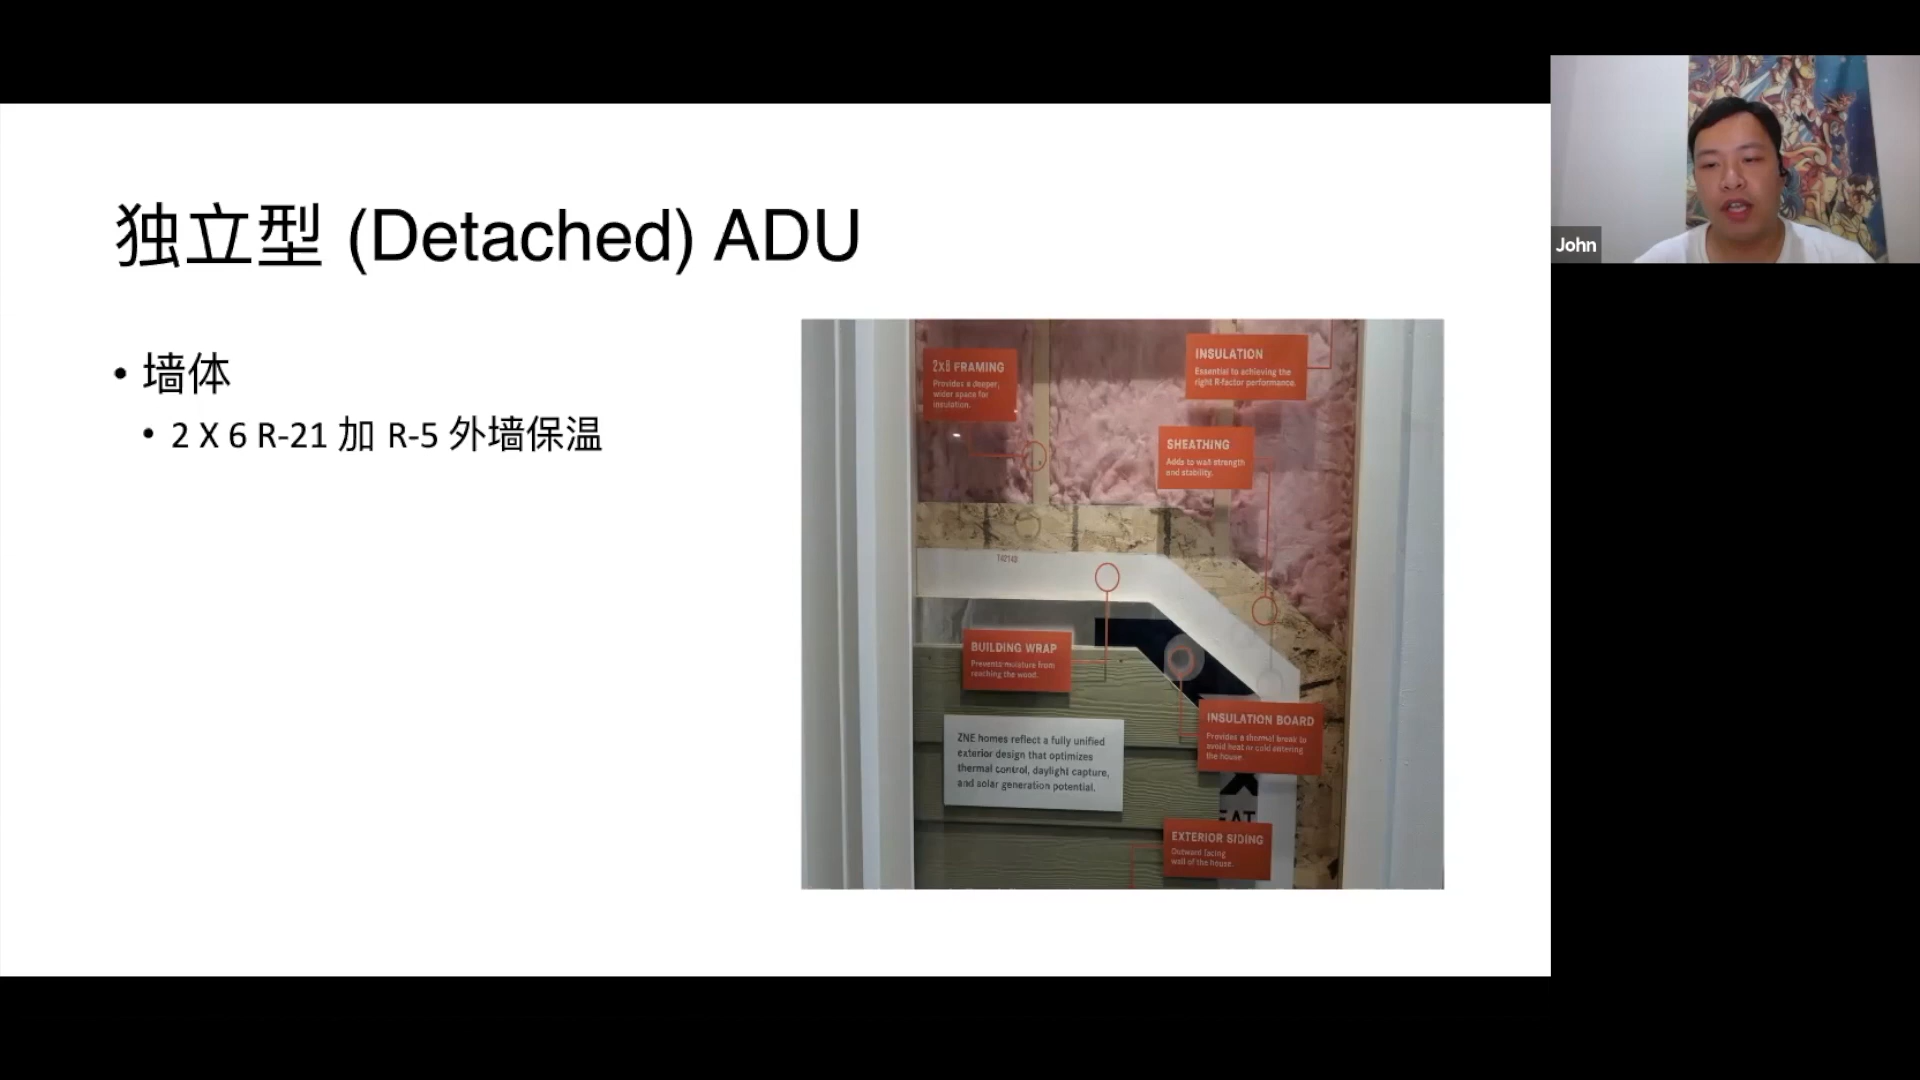 John
独立型 (Detached) ADU
• 墙体
• 2 X 6 R-21 加 R-5 外墙保温
2X6 FRAMING
Provides a deeper,
wider space for
insulation.
INSULATION
Essential to achieving the
right R-factor performance.
SHEATHING
Adds to wall strength
and stability.
BUILDING WRAP
Prevents moisture from
reaching the wood.
ZNE homes reflect a fully unified
exterior design that optimizes
thermal control, daylight capture,
and solar generation potential.
INSULATION BOARD
Provides a thermal break to
avoid heat or cold entering
the house.
EXTERIOR SIDING
Outward facing
wall of the house.